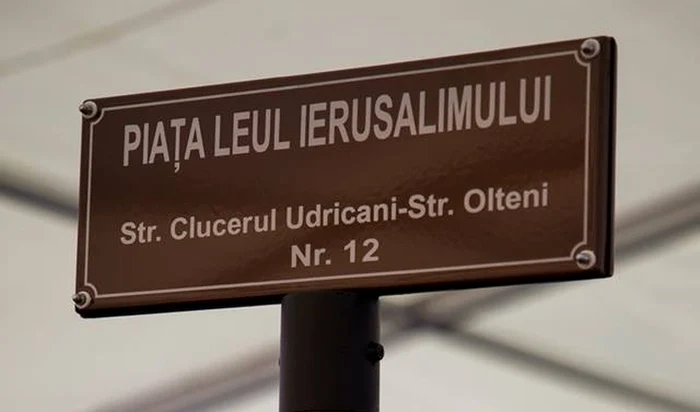 PIAȚA LEUL IERUSALIMULUI
Str. Clucerul Udricani-Str. Olteni
Nr. 12